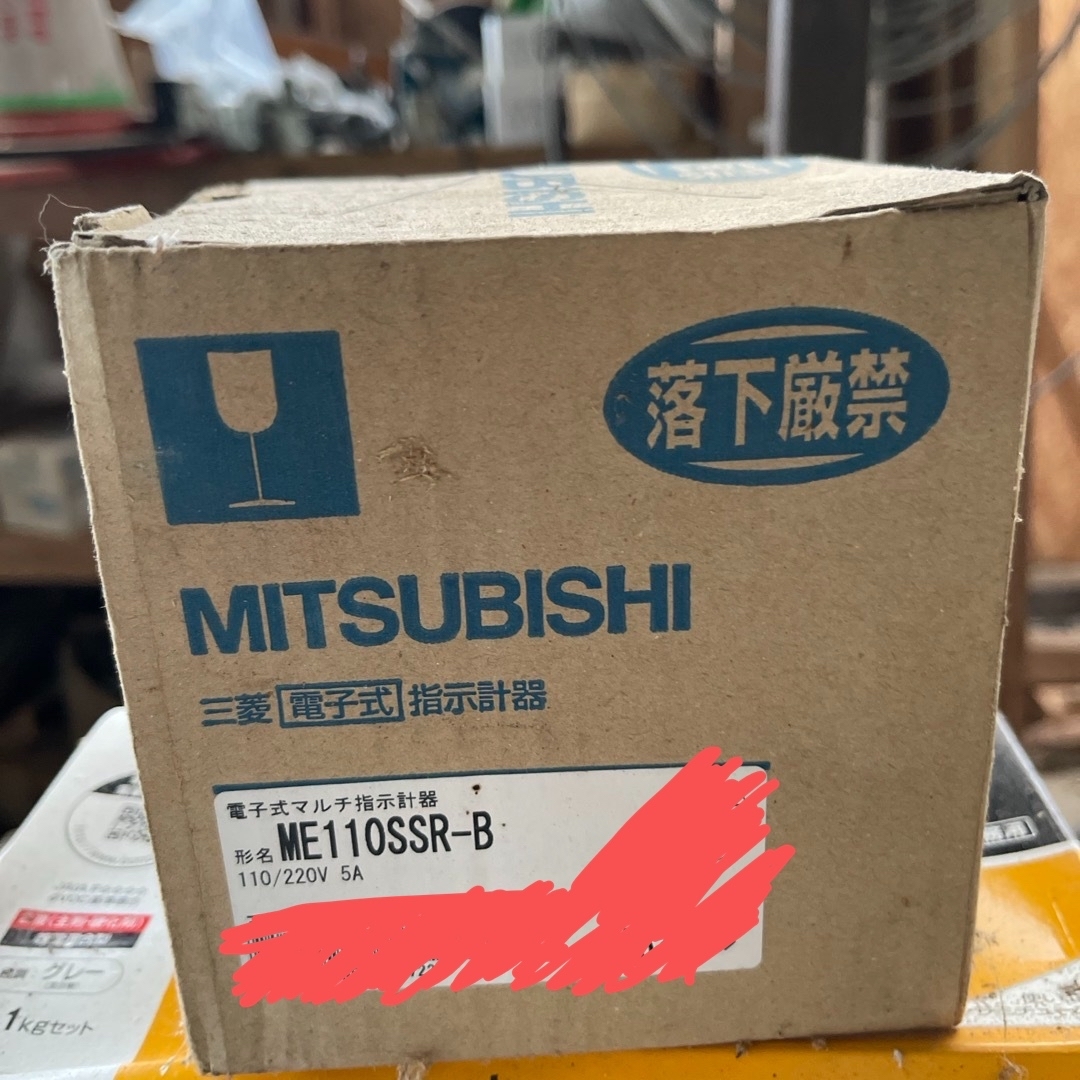 落下厳禁
MITSUBISHI
三菱 電子式 指示計器
電子式マルチ指示計器
形名 ME110SSR-B
110/220V 5A
グレー
1kgセット